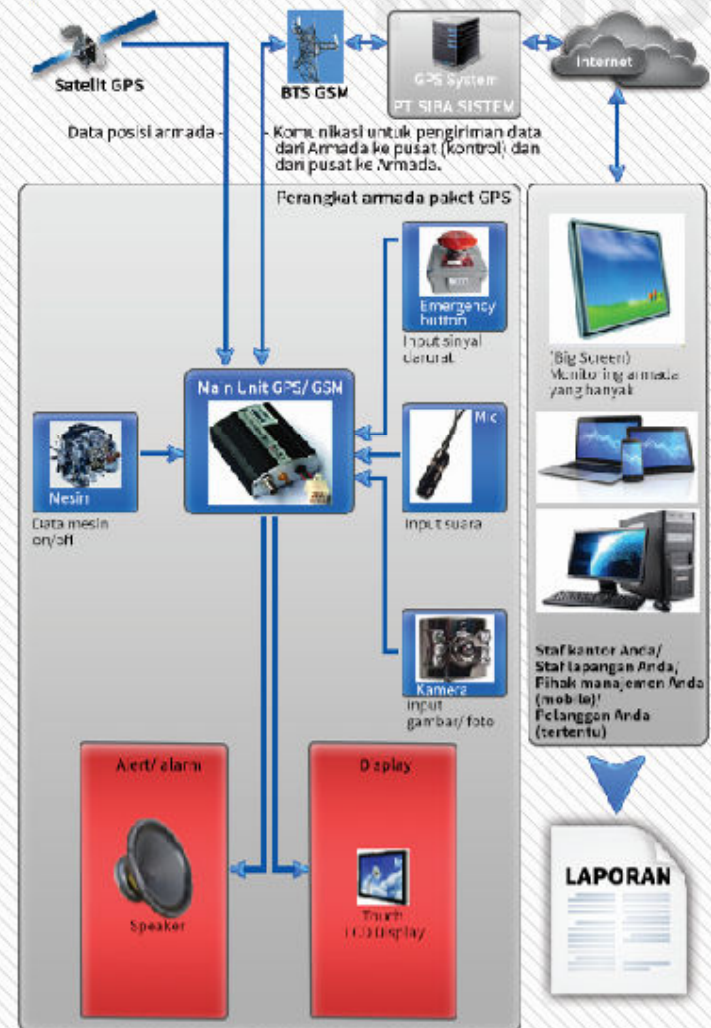 Satelit GPS
BTS GSM
GPS System
PT SIBA SISTEM
Internet
Data posisi armada
Komunikasi untuk pengiriman data
dari Armada ke pusat (kontrol) dan
dari pusat ke Armada.
Perangkat armada paket GPS
Emergency
button
Input sinyal
darurat
Main Unit GPS/ GSM
Mic
Input suara
Mesin
Data mesin
on/off
Kamera
Input
gambar/ foto
Alert/ alarm
Speaker
Display
Touch
LCD Display
(Big Screen)
Monitoring armada
yang banyak
Staf kantor Anda/
Staf lapangan Anda/
Pihak manajemen Anda
(mobile)/
Pelanggan Anda
(tertentu)
LAPORAN